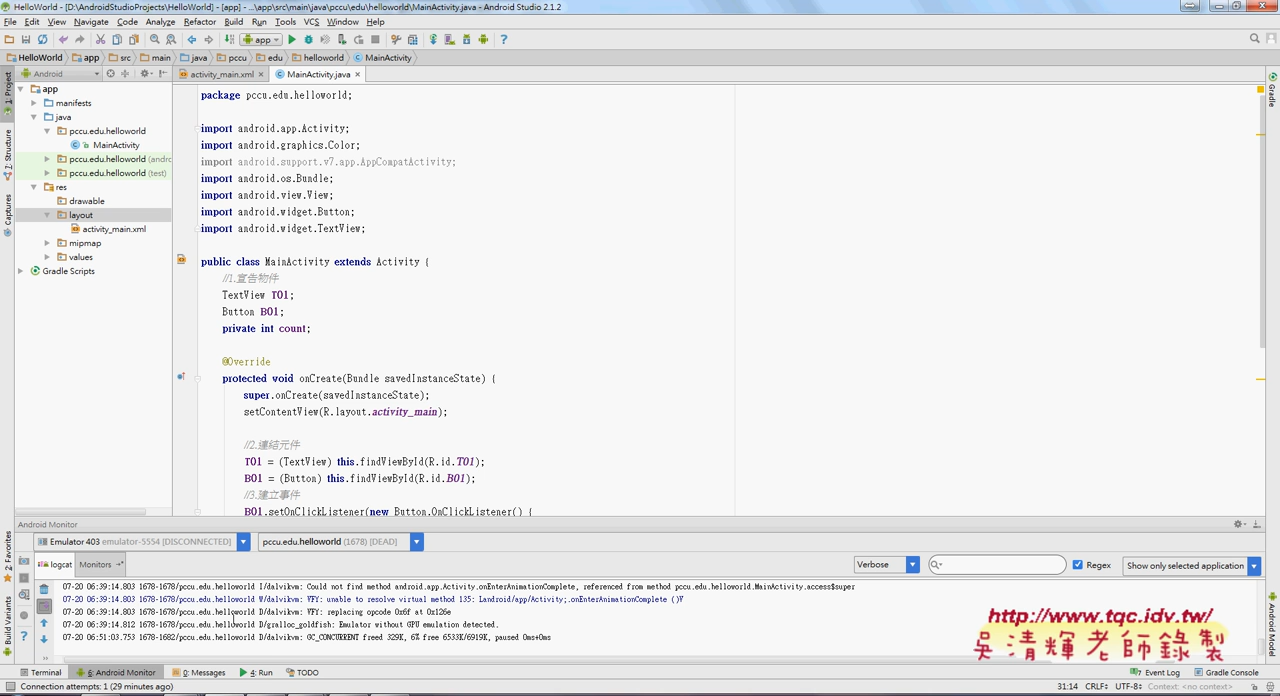 HelloWorld - [D:\AndroidStudioProjects\HelloWorld] - [app] - ...\app\src\main\java\pccu\edu\helloworld\MainActivity.java - Android Studio 2.1.2
File Edit View Navigate Code Analyze Refactor Build Run Tools VCS Window Help
app
HelloWorld app src main java pccu edu helloworld MainActivity
Android
activity_main.xml MainActivity.java
1: Project
7: Structure
Captures
2: Favorites
Build Variants
Gradle
Android Model
app
manifests
java
pccu.edu.helloworld
MainActivity
pccu.edu.helloworld (andro
pccu.edu.helloworld (test)
res
drawable
layout
activity_main.xml
mipmap
values
Gradle Scripts
package pccu.edu.helloworld;
import android.app.Activity;
import android.graphics.Color;
import android.support.v7.app.AppCompatActivity;
import android.os.Bundle;
import android.view.View;
import android.widget.Button;
import android.widget.TextView;
public class MainActivity extends Activity {
//1.宣告物件
TextView T01;
Button B01;
private int count;
@Override
protected void onCreate(Bundle savedInstanceState) {
super.onCreate(savedInstanceState);
setContentView(R.layout.activity_main);
//2.連結元件
T01 = (TextView) this.findViewById(R.id.T01);
B01 = (Button) this.findViewById(R.id.B01);
//3.建立事件
B01.setOnClickListener(new Button.OnClickListener() {
Android Monitor
Emulator 403 emulator-5554 [DISCONNECTED] pccu.edu.helloworld (1678) [DEAD]
logcat Monitors Verbose Regex Show only selected application
07-20 06:39:14.803 1678-1678/pccu.edu.helloworld I/dalvikvm: Could not find method android.app.Activity.onEnterAnimationComplete, referenced from method pccu.edu.helloworld.MainActivity.access$super
07-20 06:39:14.803 1678-1678/pccu.edu.helloworld W/dalvikvm: VFY: unable to resolve virtual method 135: Landroid/app/Activity;.onEnterAnimationComplete ()V
07-20 06:39:14.803 1678-1678/pccu.edu.helloworld D/dalvikvm: VFY: replacing opcode 0x6f at 0x126e
07-20 06:39:14.812 1678-1678/pccu.edu.helloworld D/gralloc_goldfish: Emulator without GPU emulation detected.
07-20 06:51:03.753 1678-1682/pccu.edu.helloworld D/dalvikvm: GC_CONCURRENT freed 329K, 6% free 6533K/6919K, paused 0ms+0ms
http://www.tqc.idv.tw/
吳清輝老師錄製
Terminal 6: Android Monitor 0: Messages 4: Run TODO Event Log Gradle Console
Connection attempts: 1 (29 minutes ago) 31:14 CRLF UTF-8 Context: <no context>